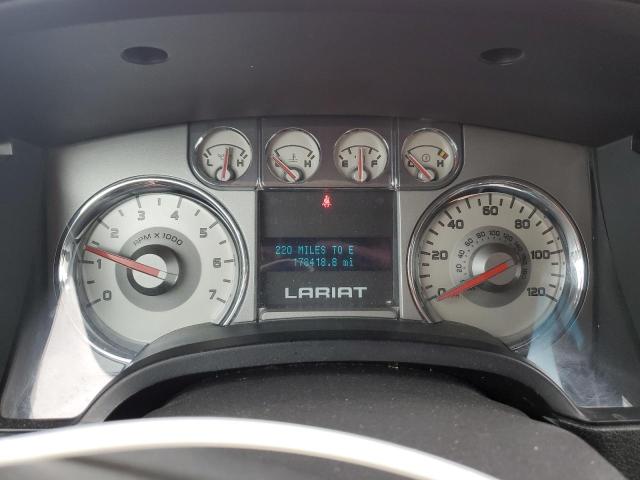 L H
H
E F
C H
RPM X 1000
0 1 2 3 4 5 6 7
220 MILES TO E
178418.8 mi
LARIAT
0 20 40 60 80 100 120